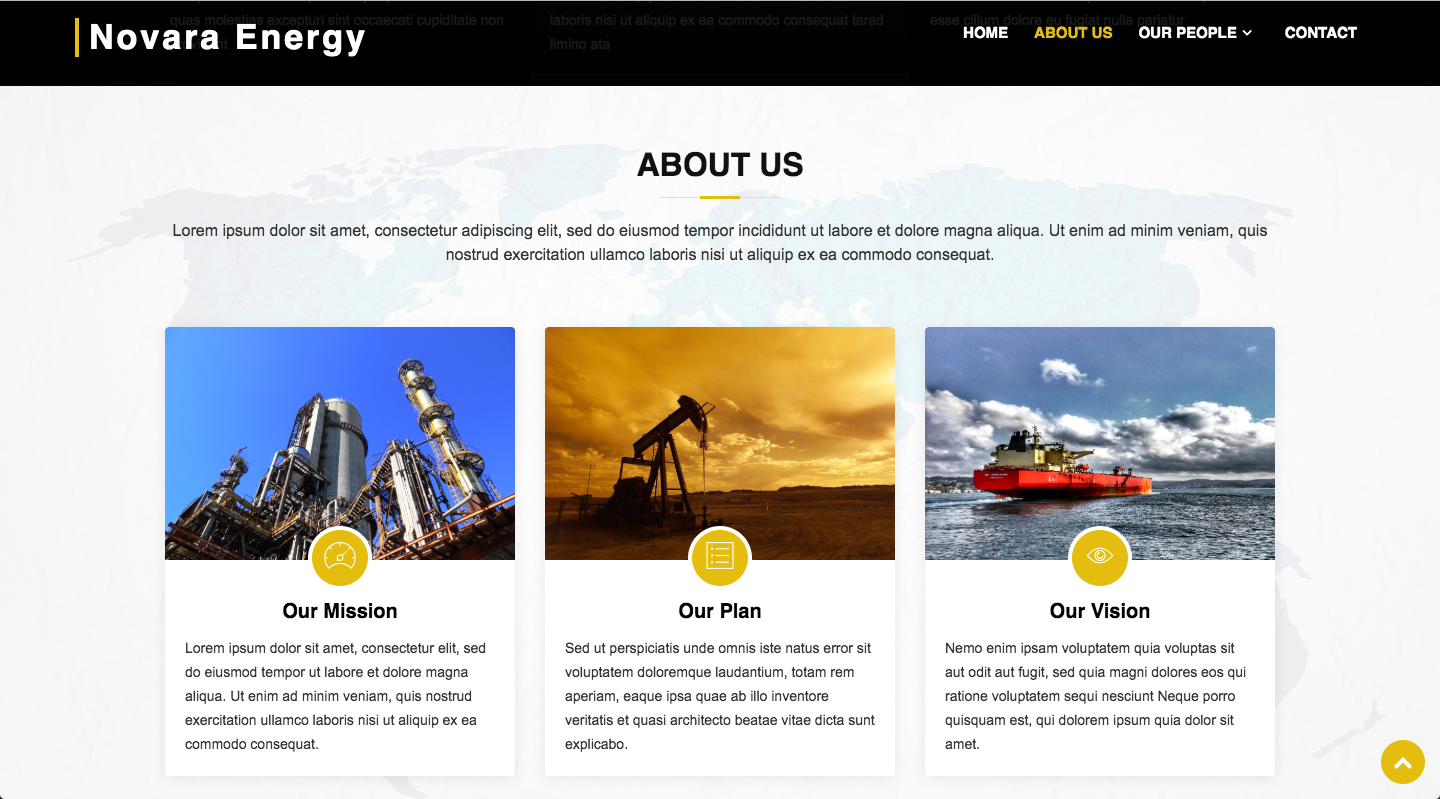 quas molestias excepturi sint occaecati cupiditate non
laboris nisi ut aliquip ex ea commodo consequat tarad
esse cillum dolore eu fugiat nulla pariatur
limino ata
Novara Energy
HOME ABOUT US OUR PEOPLE CONTACT
ABOUT US
Lorem ipsum dolor sit amet, consectetur adipiscing elit, sed do eiusmod tempor incididunt ut labore et dolore magna aliqua. Ut enim ad minim veniam, quis
nostrud exercitation ullamco laboris nisi ut aliquip ex ea commodo consequat.
Our Mission
Lorem ipsum dolor sit amet, consectetur elit, sed
do eiusmod tempor ut labore et dolore magna
aliqua. Ut enim ad minim veniam, quis nostrud
exercitation ullamco laboris nisi ut aliquip ex ea
commodo consequat.
Our Plan
Sed ut perspiciatis unde omnis iste natus error sit
voluptatem doloremque laudantium, totam rem
aperiam, eaque ipsa quae ab illo inventore
veritatis et quasi architecto beatae vitae dicta sunt
explicabo.
Our Vision
Nemo enim ipsam voluptatem quia voluptas sit
aut odit aut fugit, sed quia magni dolores eos qui
ratione voluptatem sequi nesciunt Neque porro
quisquam est, qui dolorem ipsum quia dolor sit
amet.